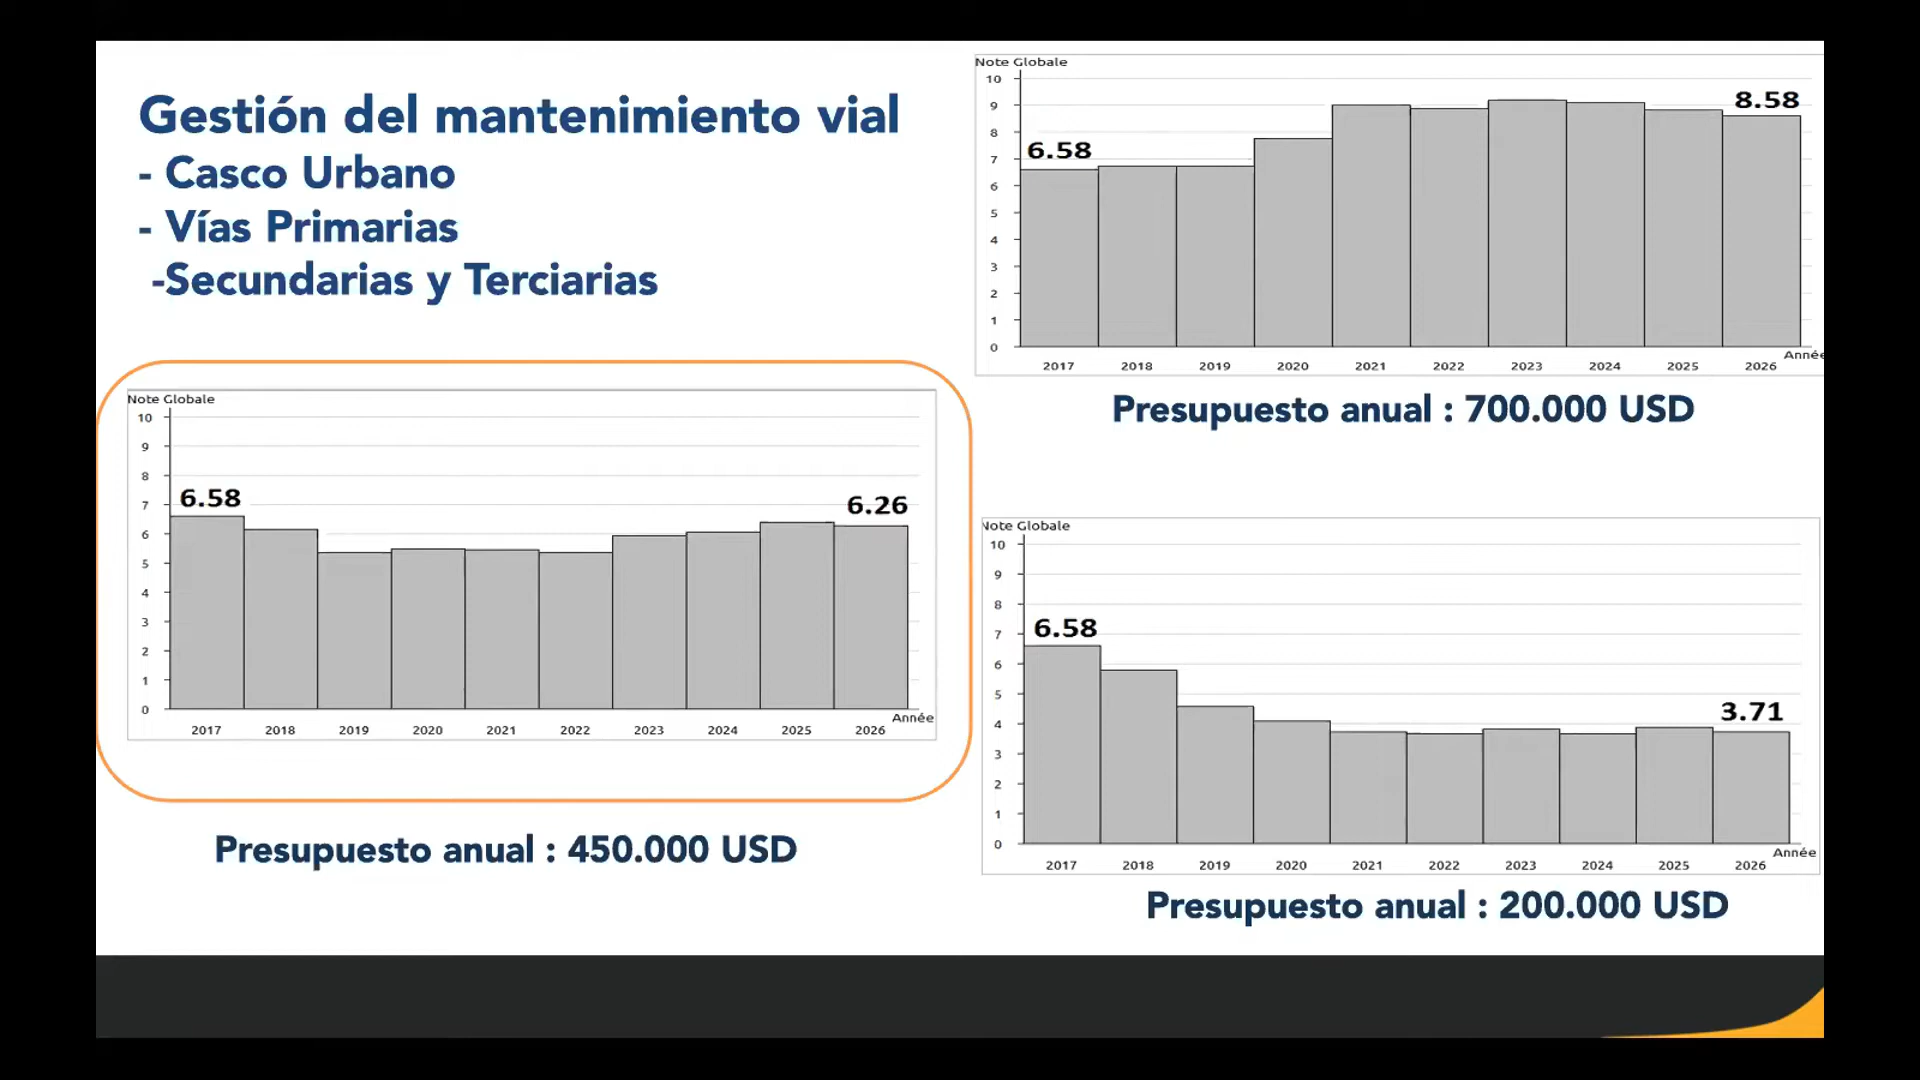 Gestión del mantenimiento vial
- Casco Urbano
- Vías Primarias
-Secundarias y Terciarias
Note Globale
10
9
8
7
6
5
4
3
2
1
0
6.58
8.58
Année
2017 2018 2019 2020 2021 2022 2023 2024 2025 2026
Presupuesto anual : 700.000 USD
Note Globale
10
9
8
7
6
5
4
3
2
1
0
6.58
6.26
Année
2017 2018 2019 2020 2021 2022 2023 2024 2025 2026
Presupuesto anual : 450.000 USD
Note Globale
10
9
8
7
6
5
4
3
2
1
0
6.58
3.71
Année
2017 2018 2019 2020 2021 2022 2023 2024 2025 2026
Presupuesto anual : 200.000 USD